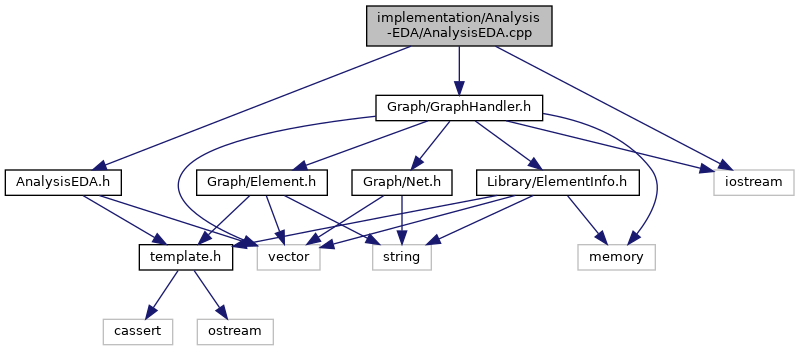 implementation/Analysis
-EDA/AnalysisEDA.cpp
Graph/GraphHandler.h
AnalysisEDA.h
Graph/Element.h
Graph/Net.h
Library/ElementInfo.h
iostream
template.h
vector
string
memory
cassert
ostream